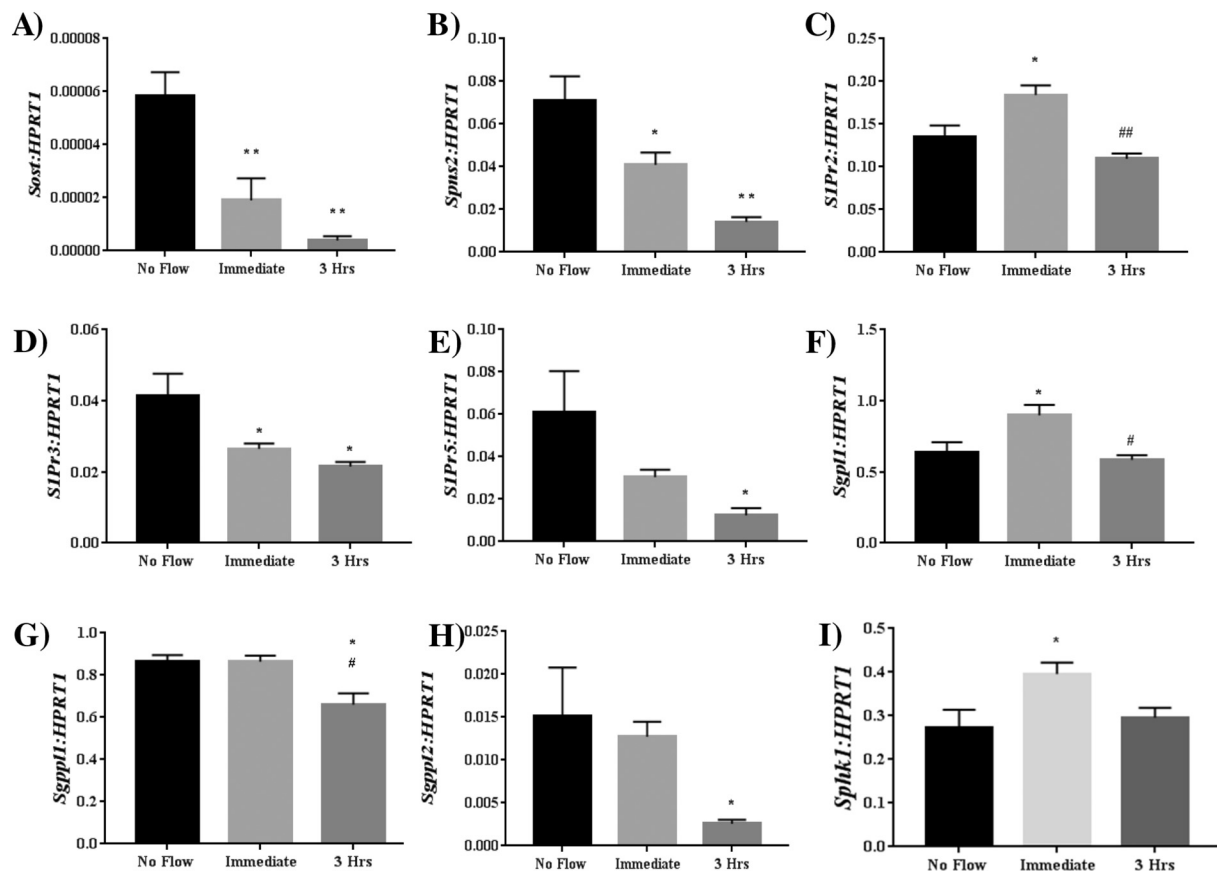 A)
Sost:HPRT1
0.00008
0.00006
0.00004
0.00002
0.00000
**
**
No Flow Immediate 3 Hrs
B)
Spns2:HPRT1
0.10
0.08
0.06
0.04
0.02
0.00
*
**
No Flow Immediate 3 Hrs
C)
S1Pr2:HPRT1
0.25
0.20
0.15
0.10
0.05
0.00
*
##
No Flow Immediate 3 Hrs
D)
S1Pr3:HPRT1
0.06
0.04
0.02
0.00
*
*
No Flow Immediate 3 Hrs
E)
S1Pr5:HPRT1
0.10
0.08
0.06
0.04
0.02
0.00
*
No Flow Immediate 3 Hrs
F)
Sgpl1:HPRT1
1.5
1.0
0.5
0.0
*
#
No Flow Immediate 3 Hrs
G)
Sgppl1:HPRT1
1.0
0.8
0.6
0.4
0.2
0.0
*
#
No Flow Immediate 3 Hrs
H)
Sgppl2:HPRT1
0.025
0.020
0.015
0.010
0.005
0.000
*
No Flow Immediate 3 Hrs
I)
Sphk1:HPRT1
0.5
0.4
0.3
0.2
0.1
0.0
*
No Flow Immediate 3 Hrs